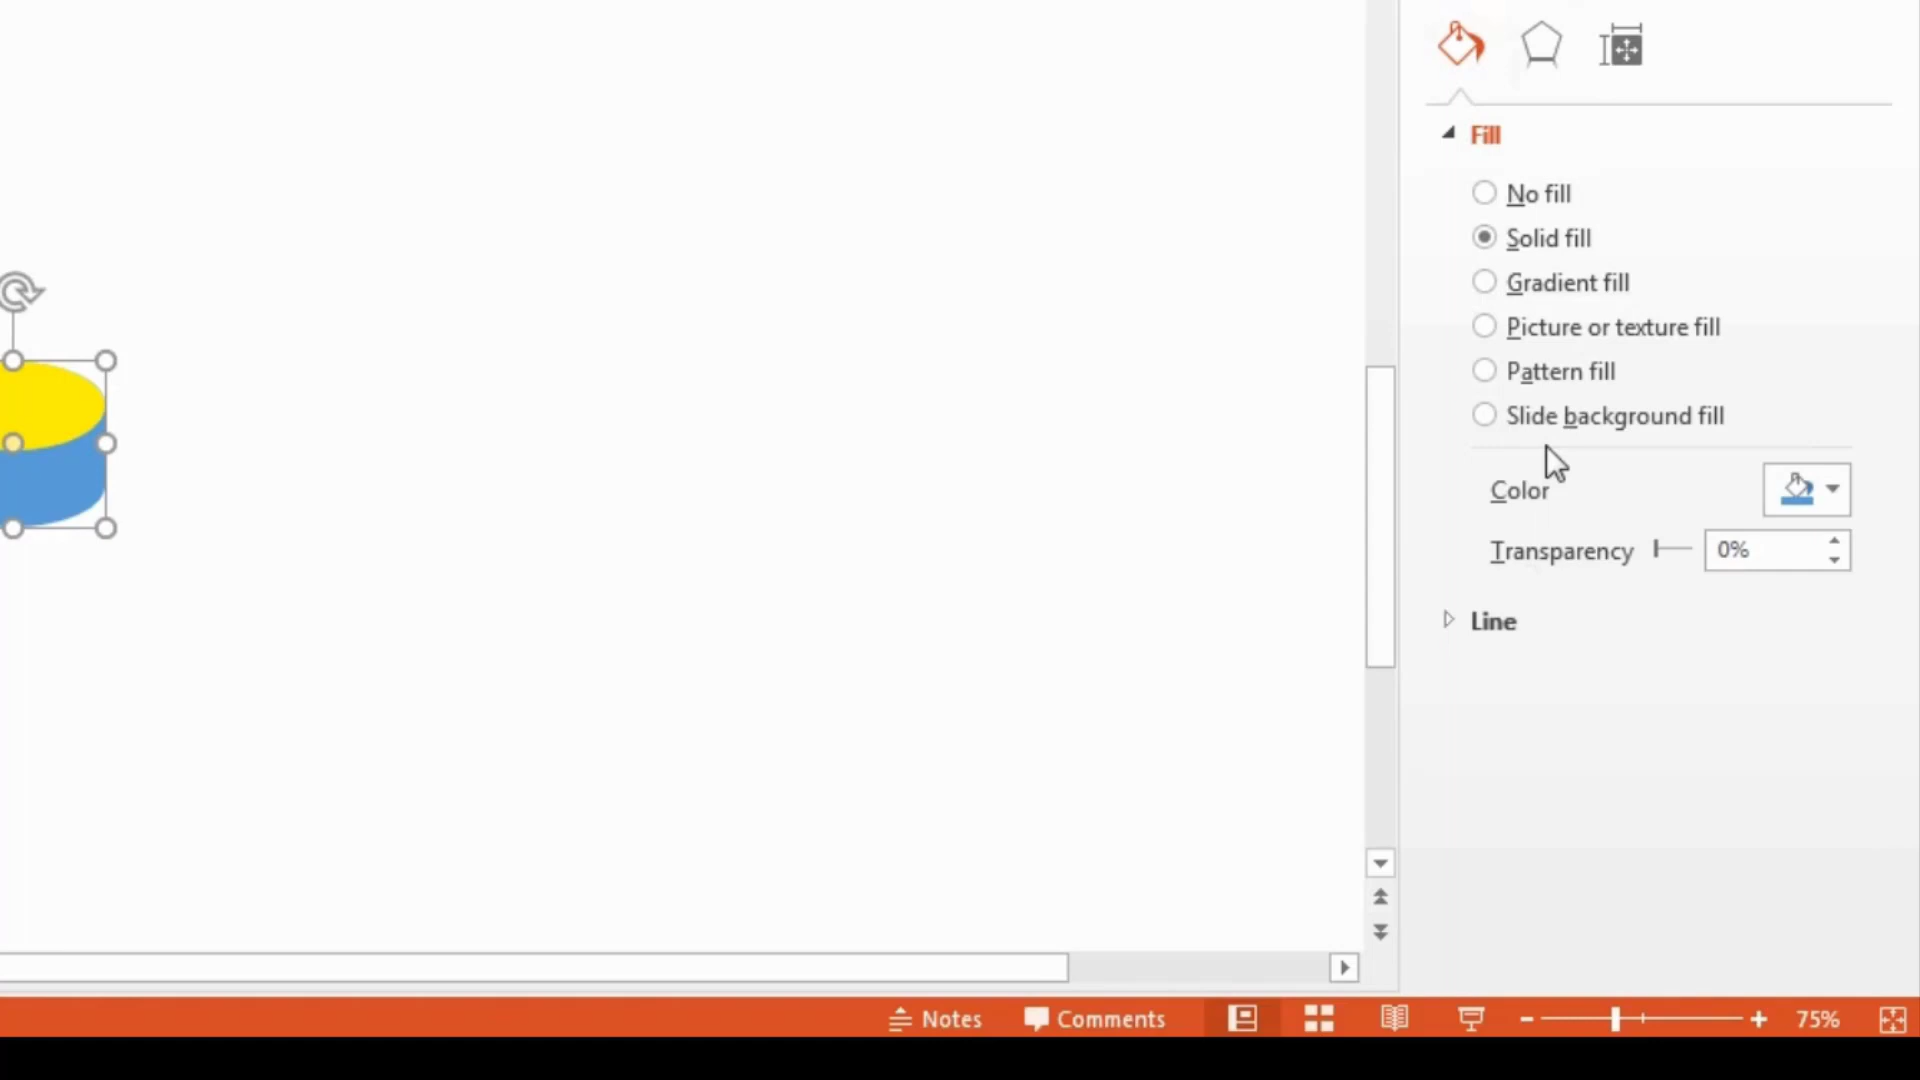 Fill
No fill
Solid fill
Gradient fill
Picture or texture fill
Pattern fill
Slide background fill
Color
Transparency 0%
Line
Notes Comments 75%